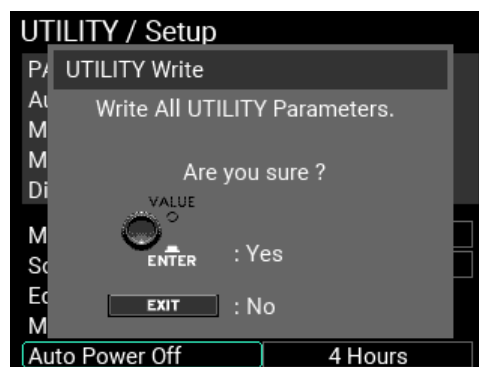 UTILITY / Setup
UTILITY Write
Write All UTILITY Parameters.
Are you sure ?
VALUE
ENTER : Yes
EXIT : No
Auto Power Off 4 Hours